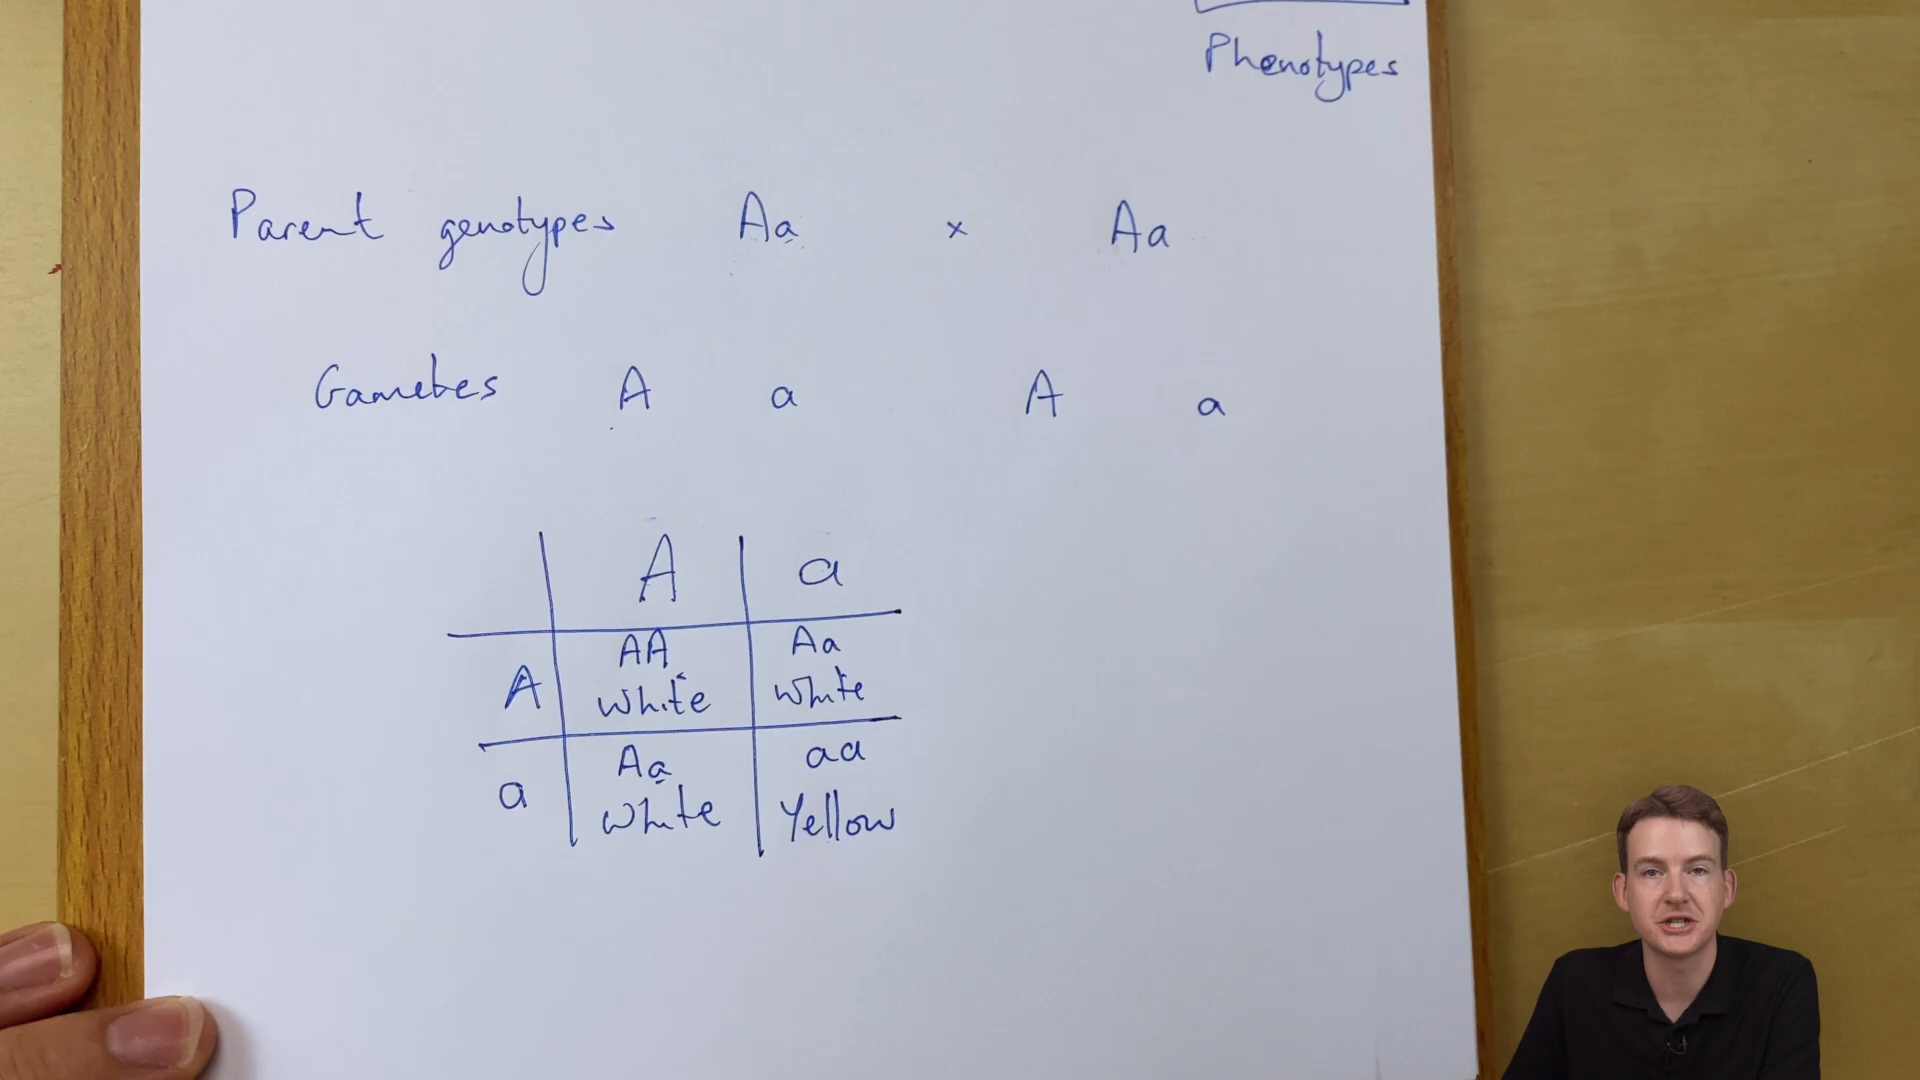 Phenotypes
Parent genotypes Aa x Aa
Gametes A a A a
A a
A AA Aa
white white
a Aa aa
white Yellow